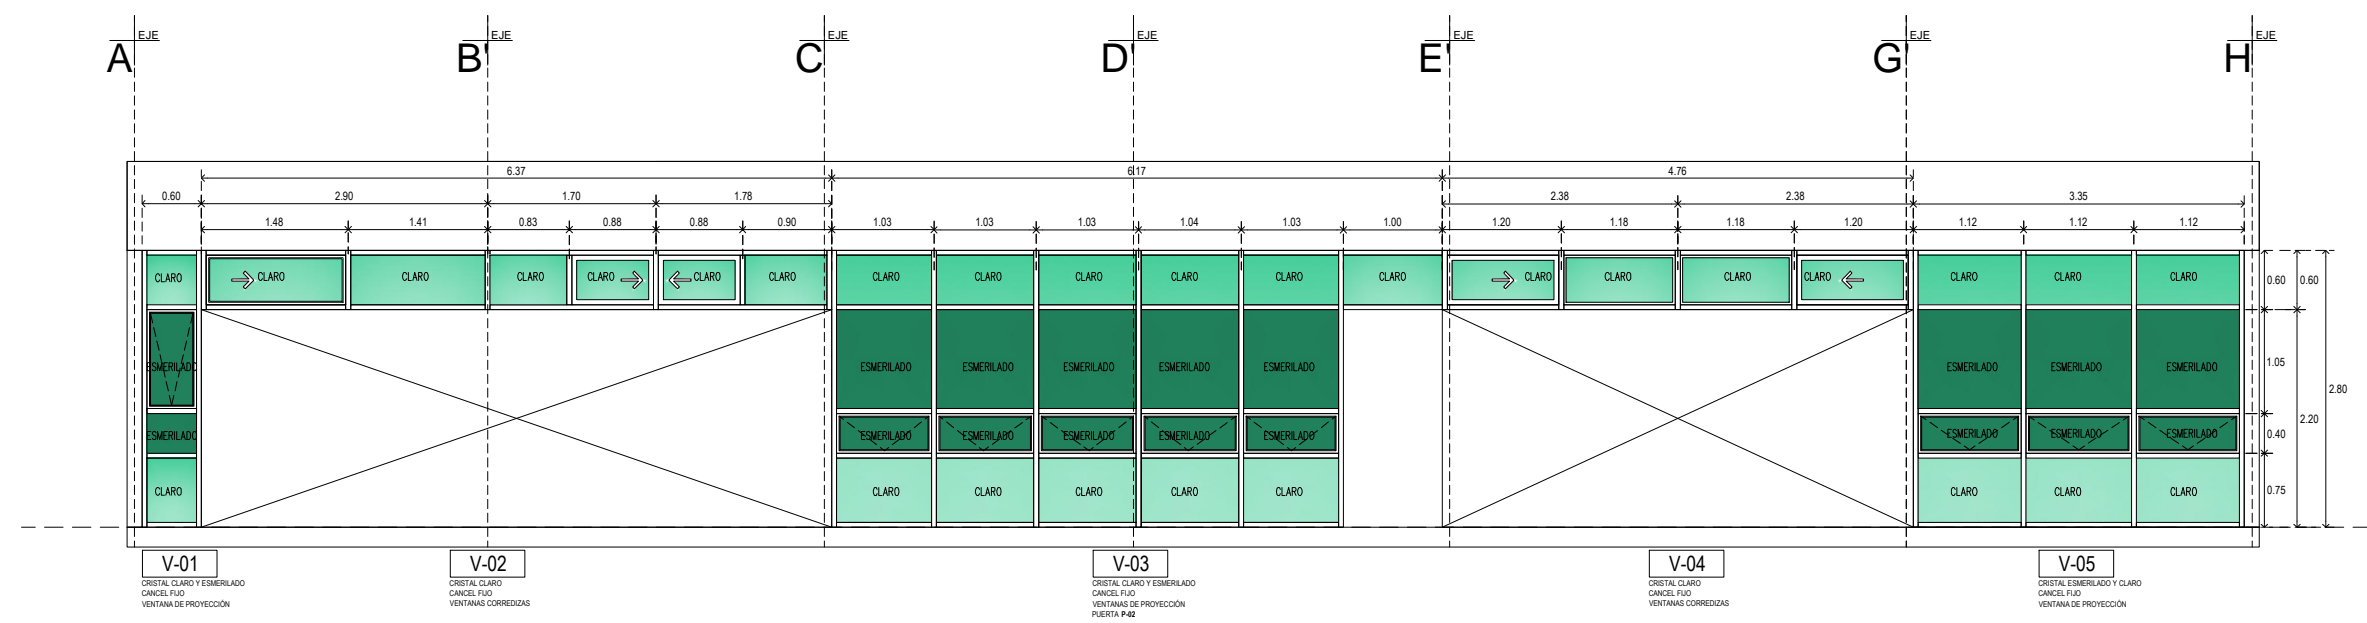 EJE EJE EJE EJE EJE EJE EJE
A B' C D' E' G' H
6.37 6.17 4.76
0.60 2.90 1.70 1.78 2.38 2.38 3.35
1.48 1.41 0.83 0.88 0.88 0.90 1.03 1.03 1.03 1.04 1.03 1.00 1.20 1.18 1.18 1.20 1.12 1.12 1.12
CLARO CLARO CLARO CLARO CLARO CLARO CLARO CLARO CLARO CLARO CLARO CLARO CLARO CLARO CLARO CLARO CLARO CLARO CLARO CLARO 0.60 0.60
ESMERILADO ESMERILADO ESMERILADO ESMERILADO ESMERILADO ESMERILADO ESMERILADO ESMERILADO ESMERILADO 1.05
2.80
2.20
ESMERILADO ESMERILADO ESMERILADO ESMERILADO ESMERILADO ESMERILADO ESMERILADO ESMERILADO ESMERILADO 0.40
CLARO CLARO CLARO CLARO CLARO CLARO CLARO CLARO CLARO 0.75
V-01
CRISTAL CLARO Y ESMERILADO
CANCEL FIJO
VENTANA DE PROYECCIÓN
V-02
CRISTAL CLARO
CANCEL FIJO
VENTANAS CORREDIZAS
V-03
CRISTAL CLARO Y ESMERILADO
CANCEL FIJO
VENTANAS DE PROYECCIÓN
PUERTA P-02
V-04
CRISTAL CLARO
CANCEL FIJO
VENTANAS CORREDIZAS
V-05
CRISTAL ESMERILADO Y CLARO
CANCEL FIJO
VENTANA DE PROYECCIÓN